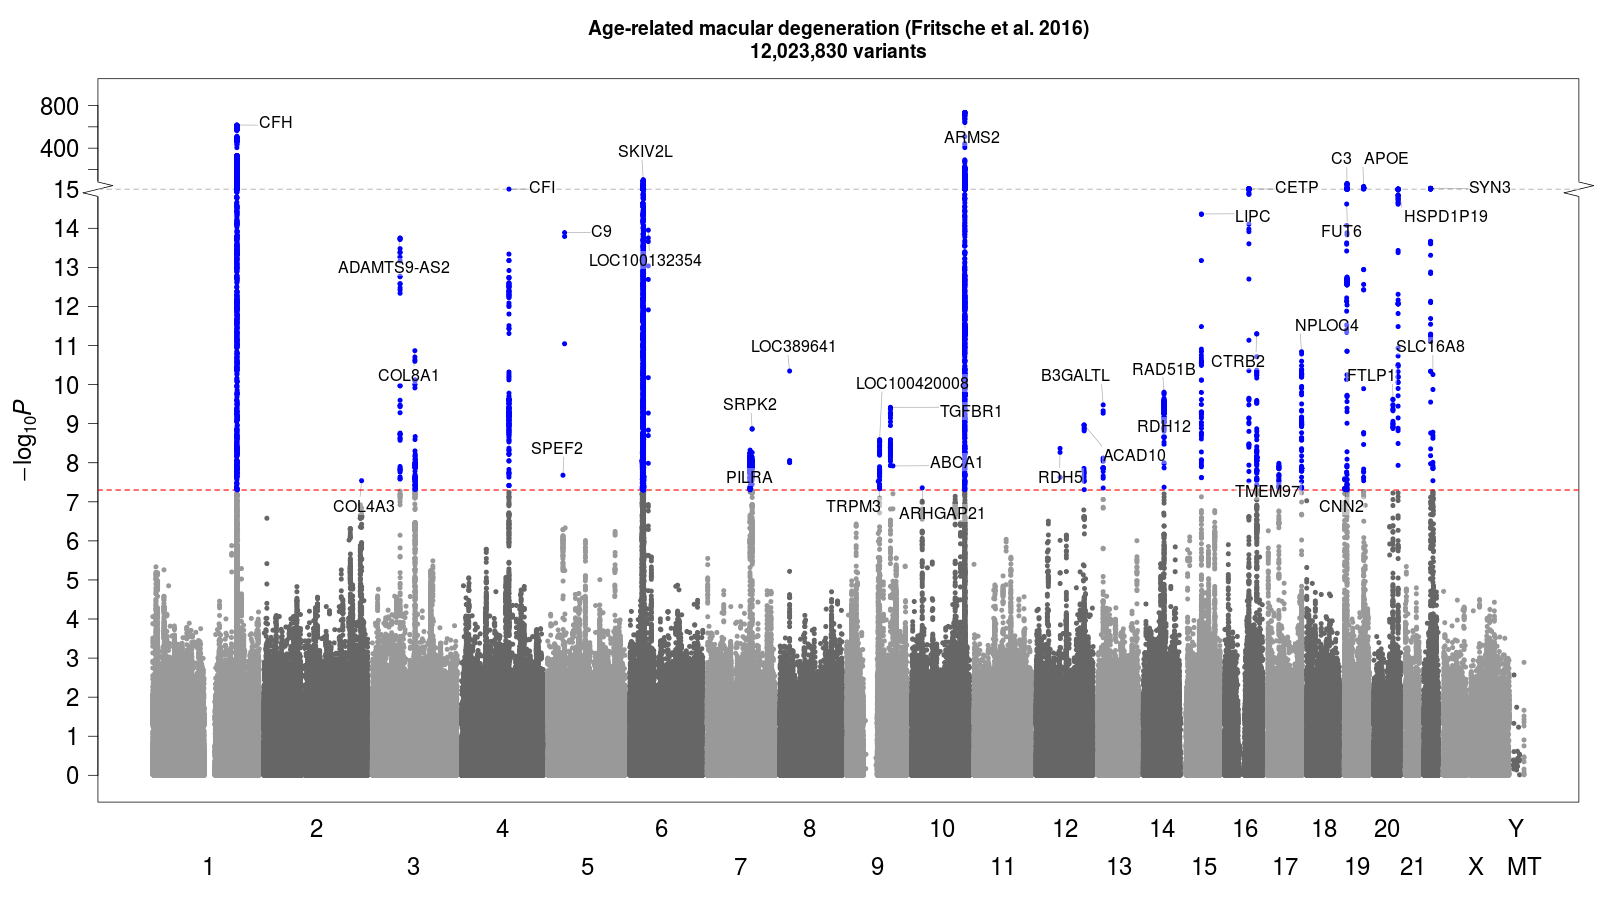 Age-related macular degeneration (Fritsche et al. 2016)
12,023,830 variants
800
400
15
14
13
12
11
10
9
8
7
6
5
4
3
2
1
0
−log10P
CFH
SKIV2L
ARMS2
C3
APOE
CFI
CETP
SYN3
LIPC
HSPD1P19
C9
FUT6
ADAMTS9-AS2
LOC100132354
NPLOC4
LOC389641
SLC16A8
COL8A1
LOC100420008
B3GALTL
RAD51B
CTRB2
FTLP1
SRPK2
TGFBR1
RDH12
SPEF2
ABCA1
ACAD10
PILRA
RDH5
TMEM97
COL4A3
TRPM3
ARHGAP21
CNN2
2 4 6 8 10 12 14 16 18 20 Y
1 3 5 7 9 11 13 15 17 19 21 X MT